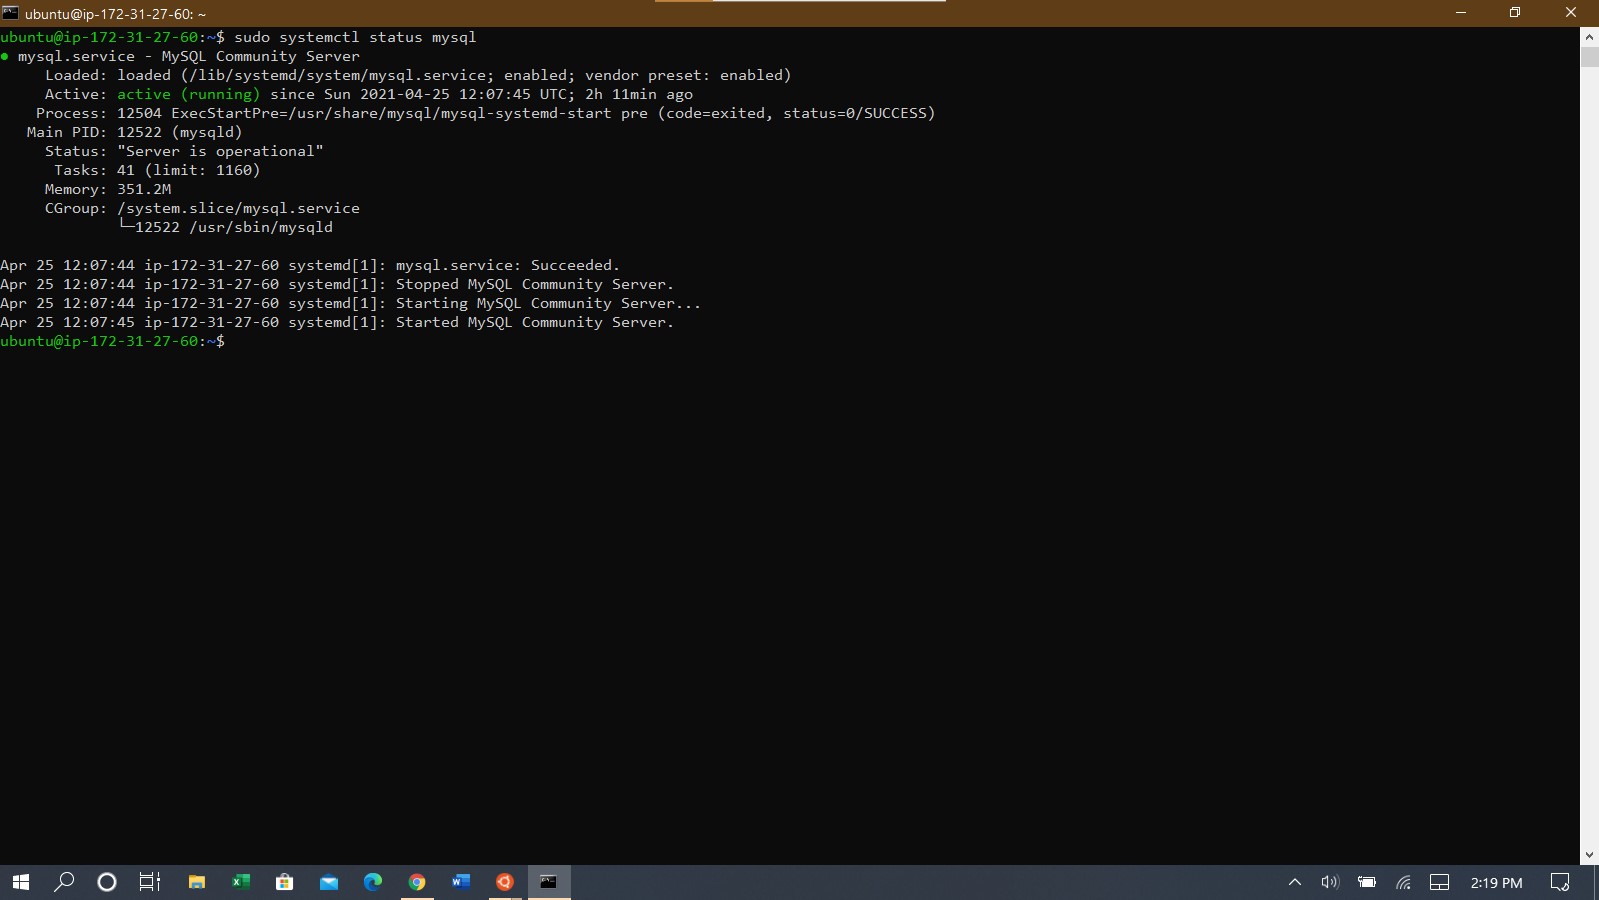 ubuntu@ip-172-31-27-60: ~
ubuntu@ip-172-31-27-60:~$ sudo systemctl status mysql
● mysql.service - MySQL Community Server
     Loaded: loaded (/lib/systemd/system/mysql.service; enabled; vendor preset: enabled)
     Active: active (running) since Sun 2021-04-25 12:07:45 UTC; 2h 11min ago
    Process: 12504 ExecStartPre=/usr/share/mysql/mysql-systemd-start pre (code=exited, status=0/SUCCESS)
   Main PID: 12522 (mysqld)
     Status: "Server is operational"
      Tasks: 41 (limit: 1160)
     Memory: 351.2M
     CGroup: /system.slice/mysql.service
             └─12522 /usr/sbin/mysqld
Apr 25 12:07:44 ip-172-31-27-60 systemd[1]: mysql.service: Succeeded.
Apr 25 12:07:44 ip-172-31-27-60 systemd[1]: Stopped MySQL Community Server.
Apr 25 12:07:44 ip-172-31-27-60 systemd[1]: Starting MySQL Community Server...
Apr 25 12:07:45 ip-172-31-27-60 systemd[1]: Started MySQL Community Server.
ubuntu@ip-172-31-27-60:~$
2:19 PM